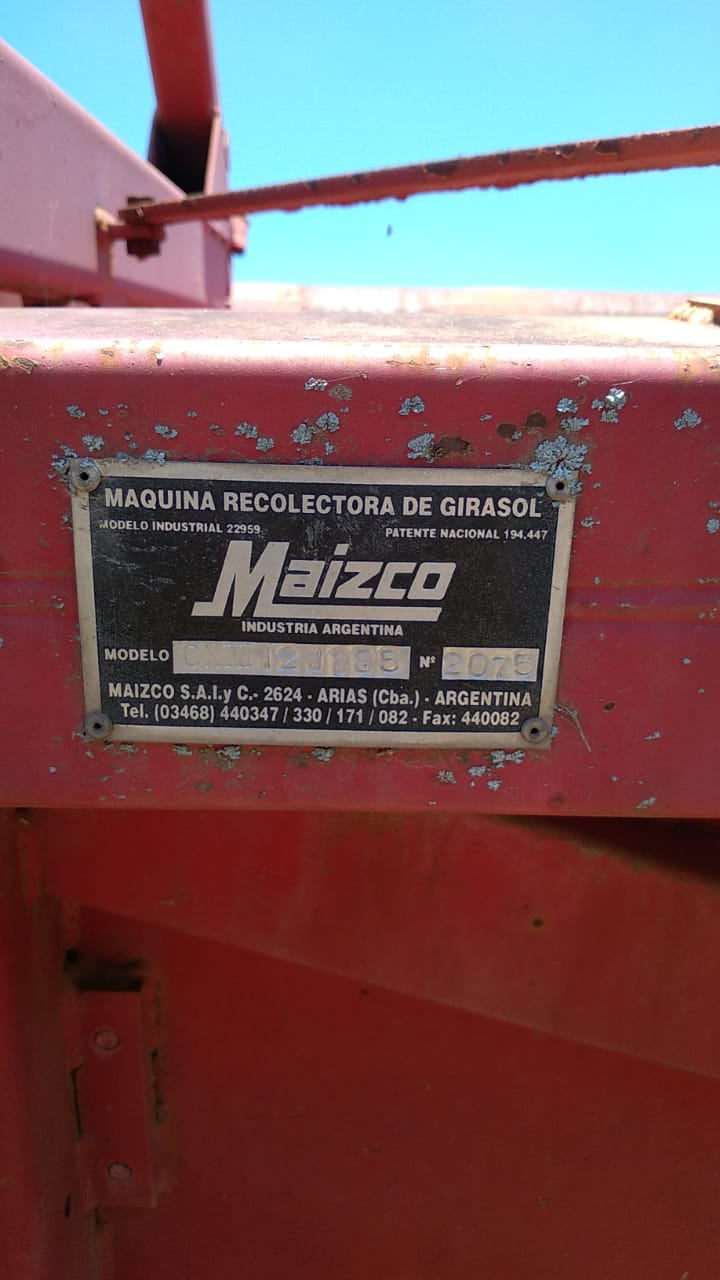 MAQUINA RECOLECTORA DE GIRASOL
MODELO INDUSTRIAL 22959 PATENTE NACIONAL 194.447
Maizco
INDUSTRIA ARGENTINA
MODELO Nº 2075
MAIZCO S.A.I.y C.- 2624 - ARIAS (Cba.) - ARGENTINA
Tel. (03468) 440347 / 330 / 171 / 082 - Fax: 440082